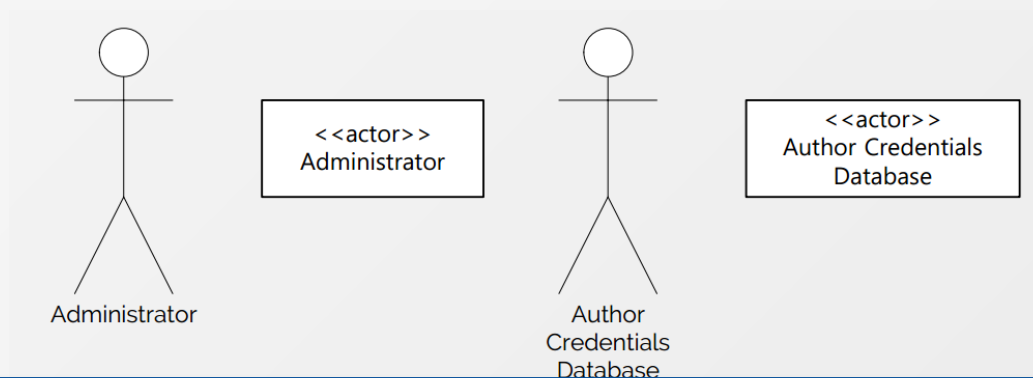 <<actor>>
Administrator
<<actor>>
Author Credentials
Database
Administrator
Author
Credentials
Database